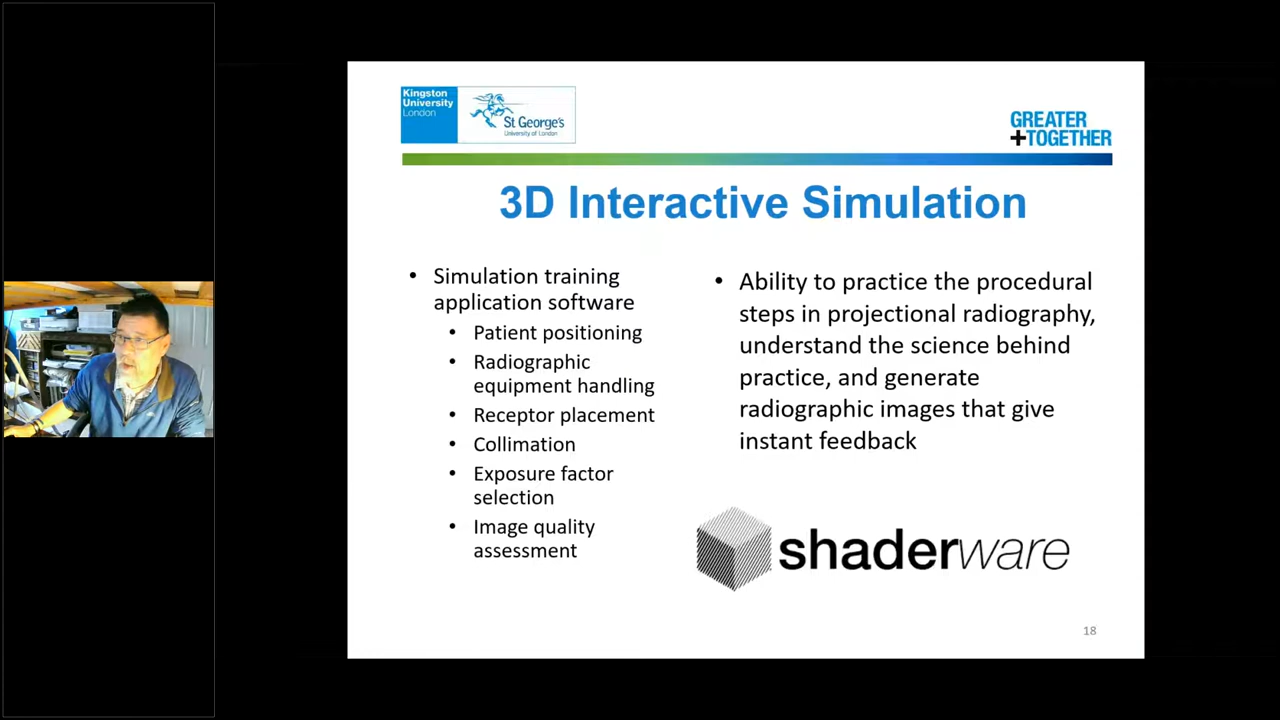 Kingston
University
London
St George's
University of London
GREATER
+TOGETHER
3D Interactive Simulation
• Simulation training
application software
• Patient positioning
• Radiographic
equipment handling
• Receptor placement
• Collimation
• Exposure factor
selection
• Image quality
assessment
• Ability to practice the procedural
steps in projectional radiography,
understand the science behind
practice, and generate
radiographic images that give
instant feedback
shaderware
18